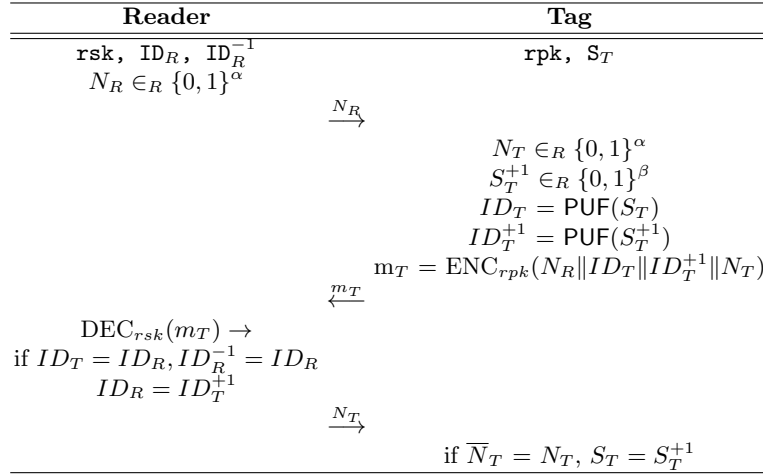 Reader Tag
rsk, ID_R, ID_R^{-1} rpk, S_T
N_R ∈_R {0, 1}^α
N_R
⟶
N_T ∈_R {0, 1}^α
S_T^{+1} ∈_R {0, 1}^β
ID_T = PUF(S_T)
ID_T^{+1} = PUF(S_T^{+1})
m_T = ENC_{rpk}(N_R‖ID_T‖ID_T^{+1}‖N_T)
m_T
⟵
DEC_{rsk}(m_T) →
if ID_T = ID_R, ID_R^{-1} = ID_R
ID_R = ID_T^{+1}
N_T
⟶
if \overline{N}_T = N_T, S_T = S_T^{+1}